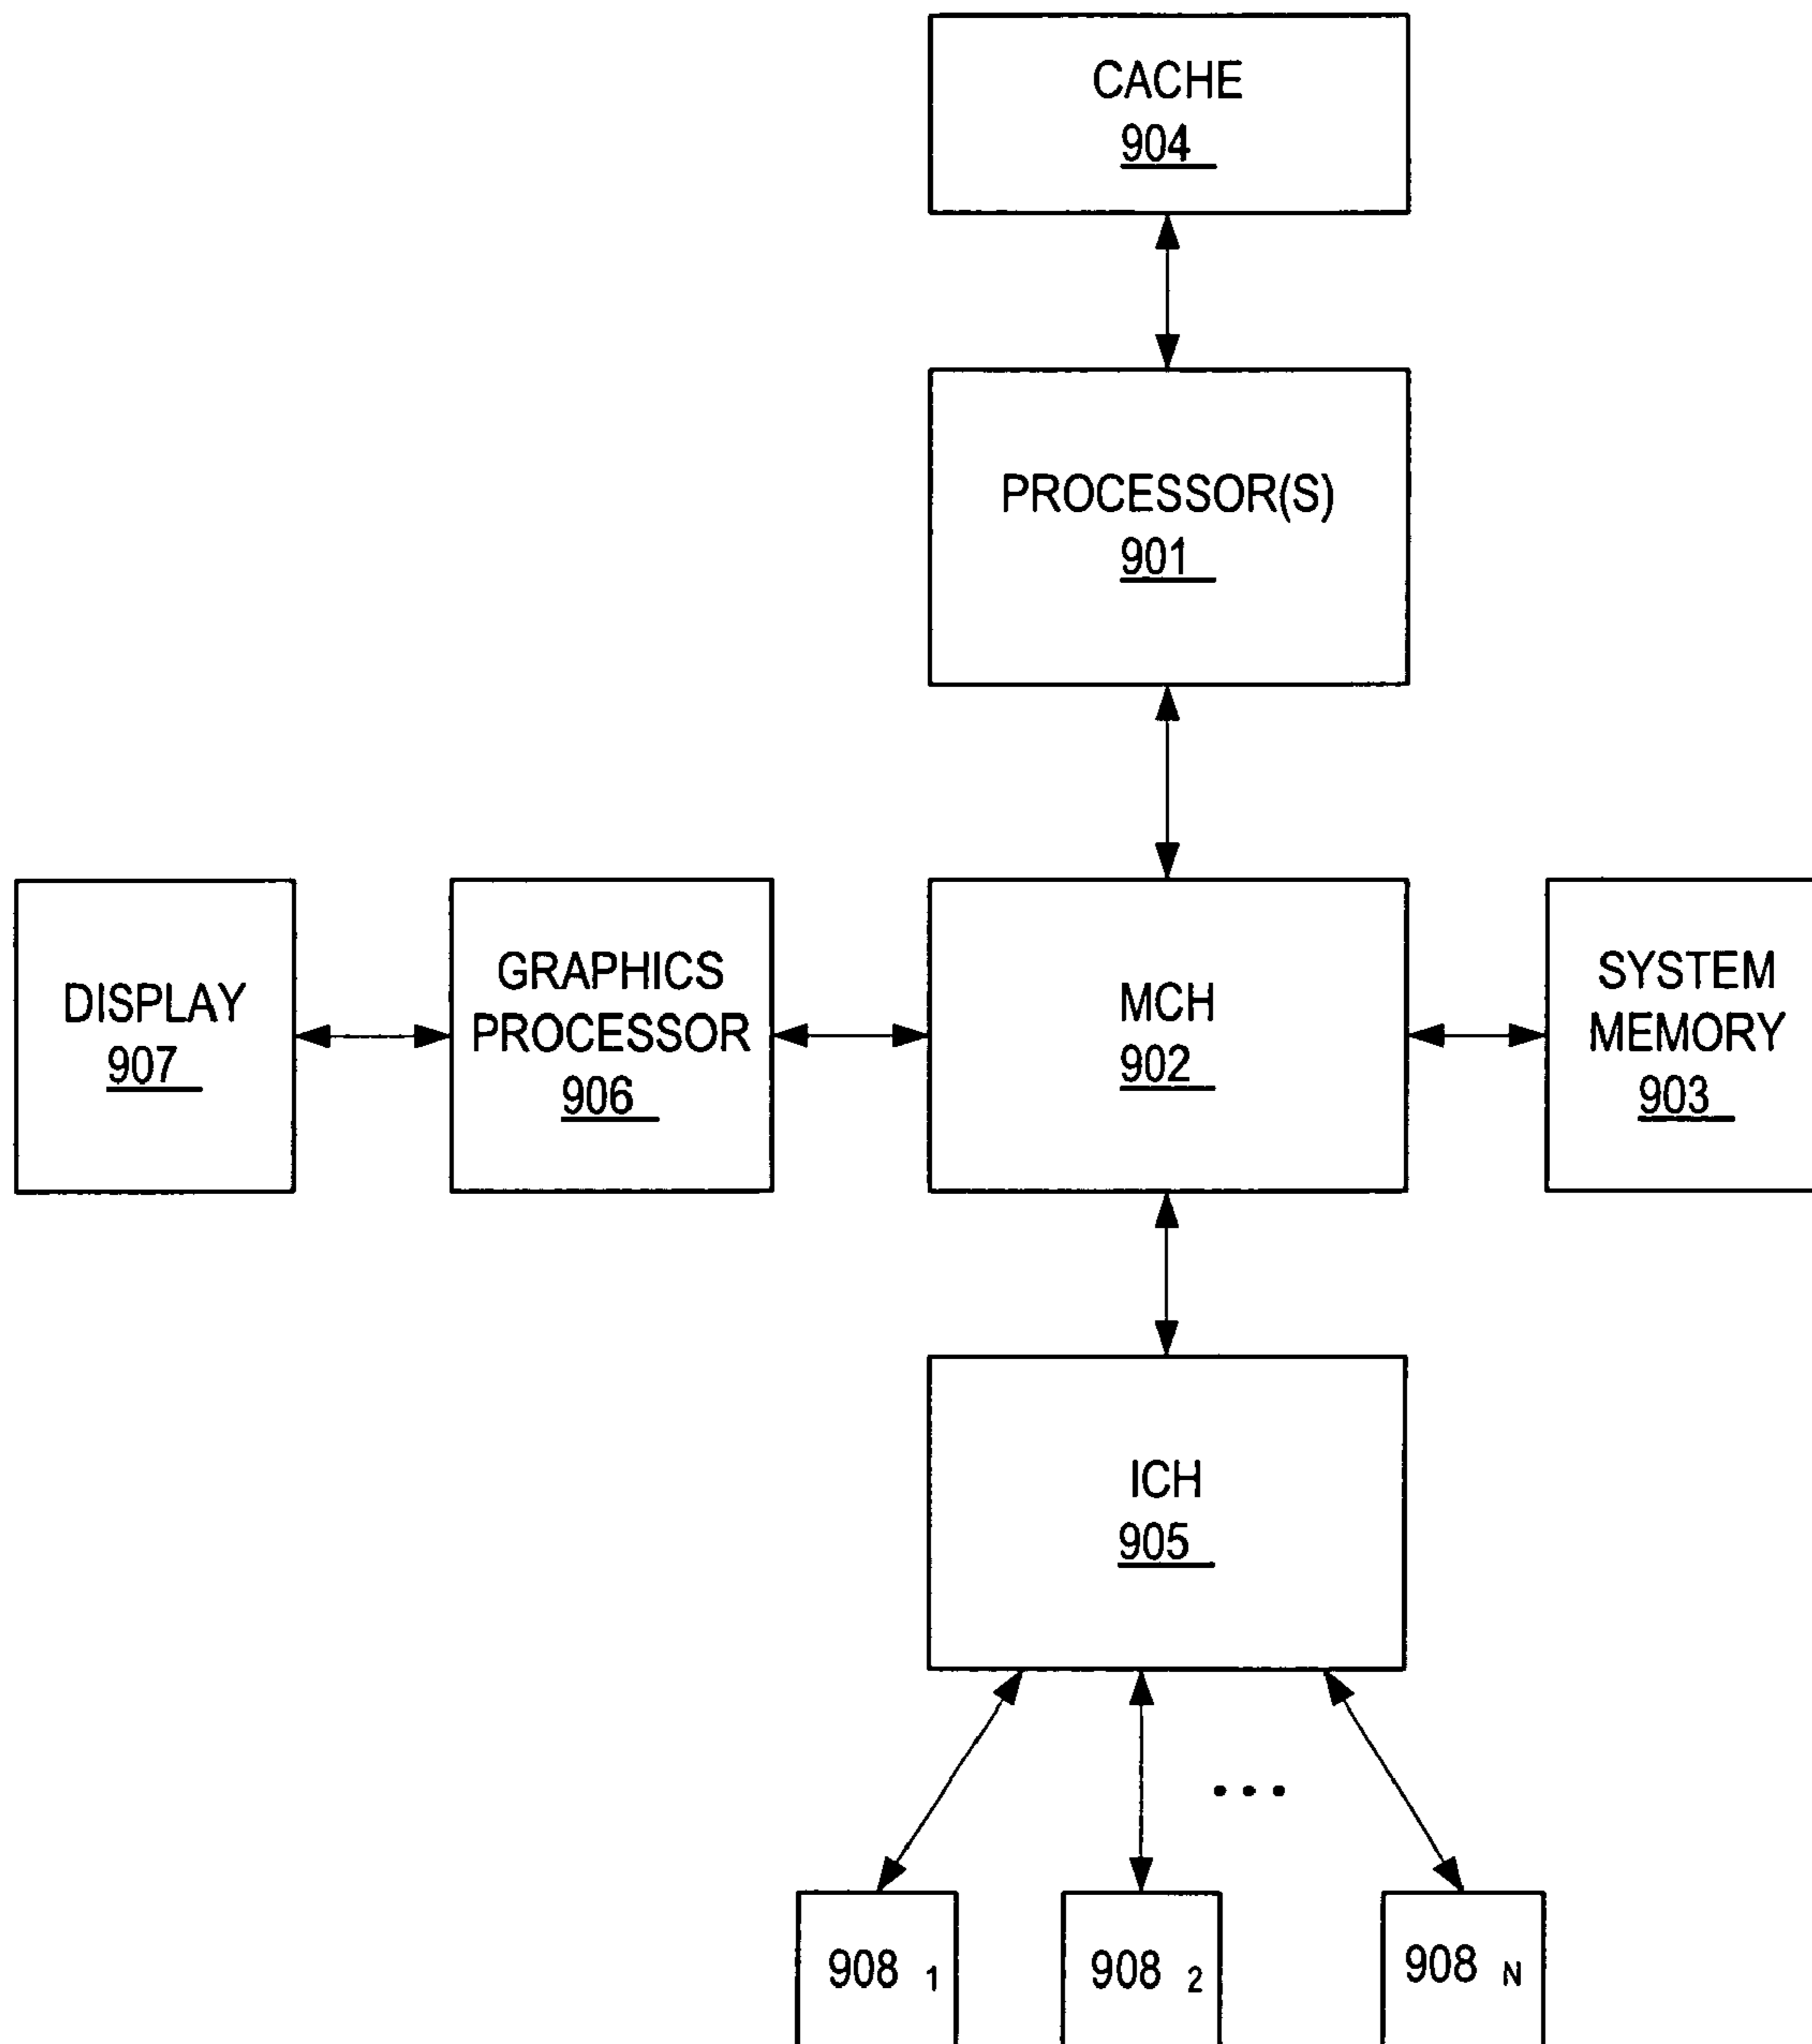 CACHE
904
PROCESSOR(S)
901
DISPLAY
907
GRAPHICS
PROCESSOR
906
MCH
902
SYSTEM
MEMORY
903
ICH
905
...
908 1
908 2
908 N